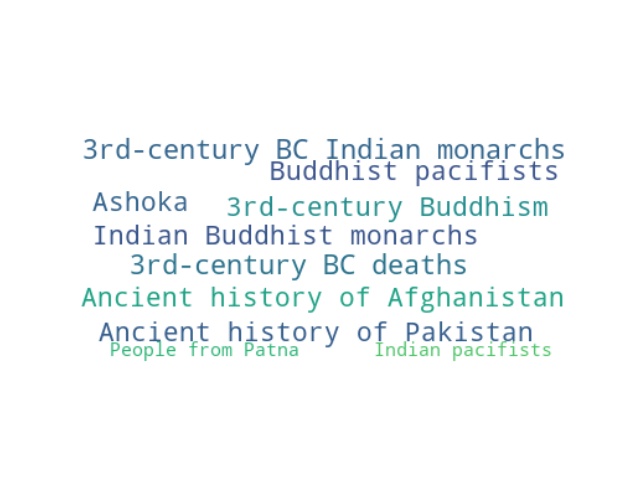 3rd-century BC Indian monarchs
Buddhist pacifists
Ashoka
3rd-century Buddhism
Indian Buddhist monarchs
3rd-century BC deaths
Ancient history of Afghanistan
Ancient history of Pakistan
People from Patna
Indian pacifists